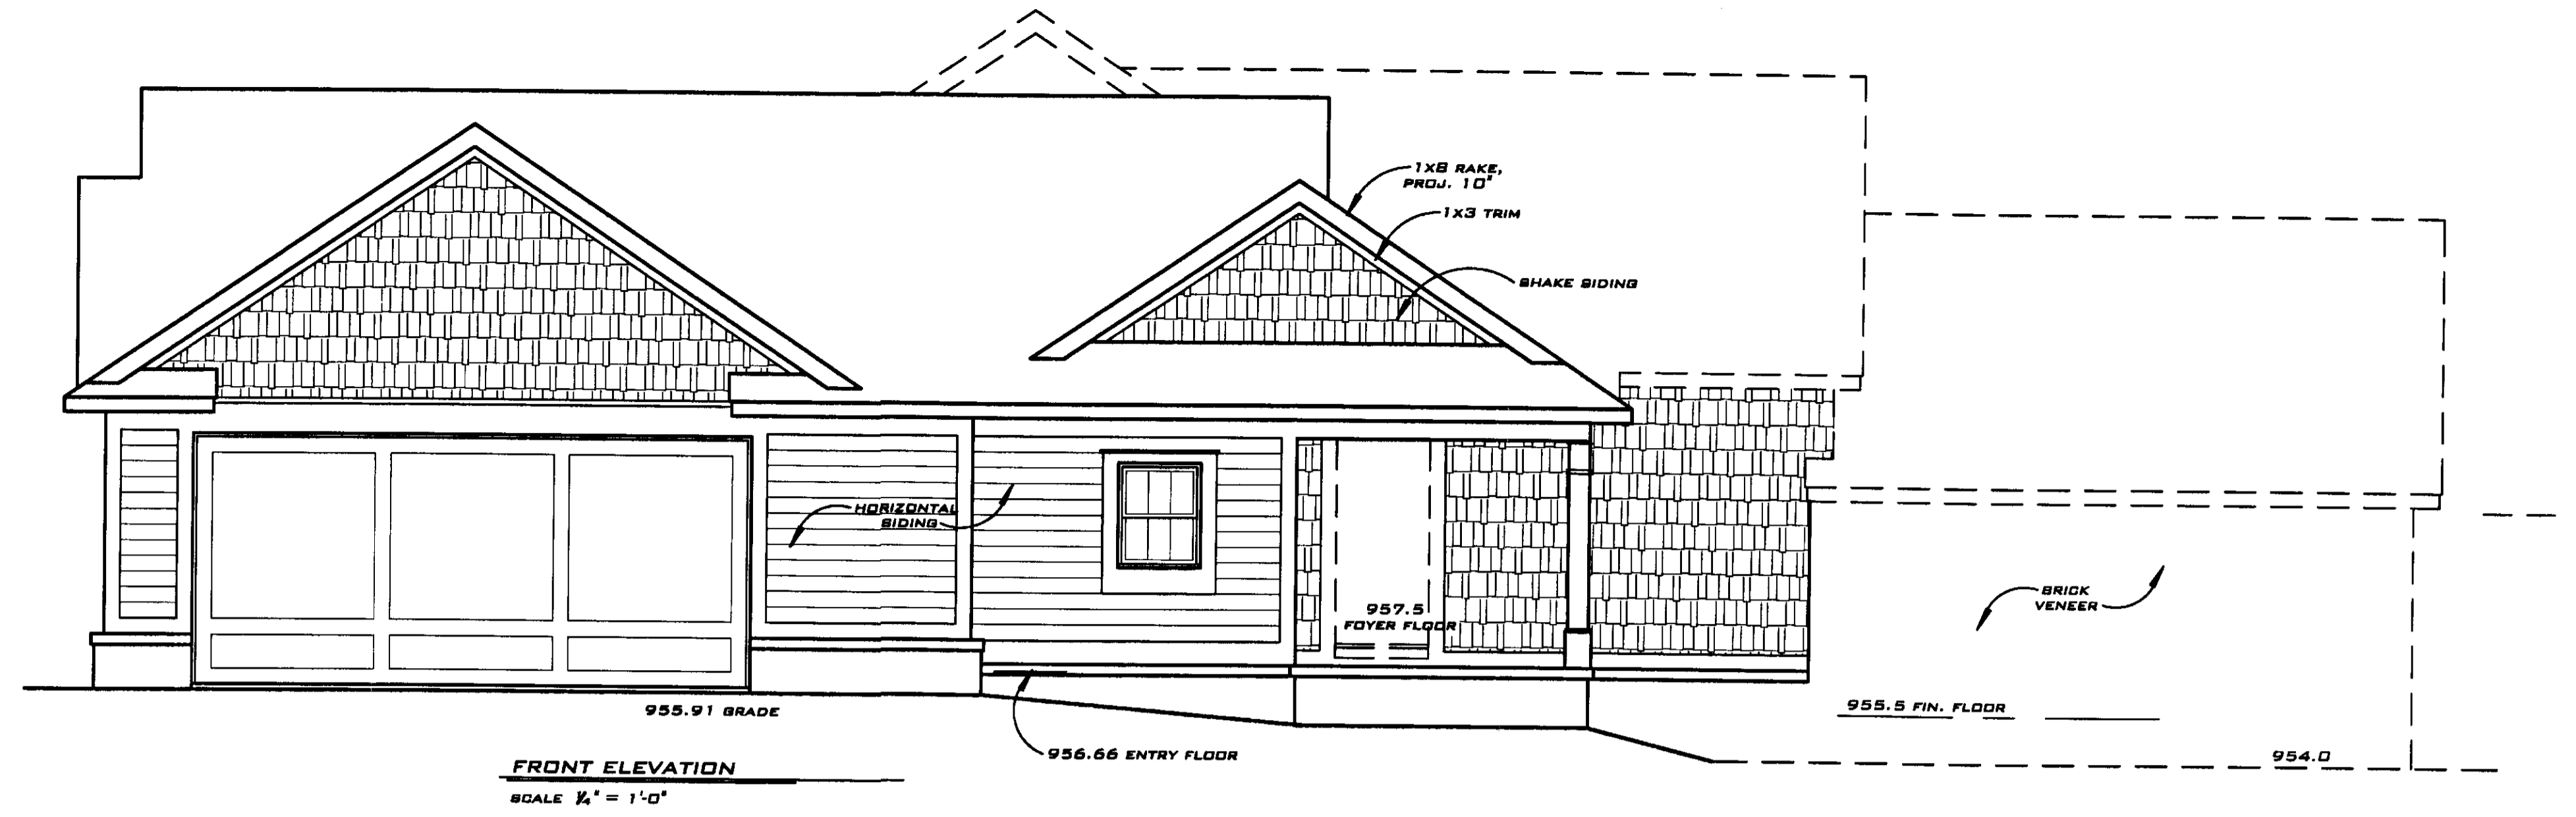 1X8 RAKE,
PROJ. 10"
1X3 TRIM
SHAKE SIDING
HORIZONTAL
SIDING
957.5
FOYER FLOOR
BRICK
VENEER
955.91 GRADE
955.5 FIN. FLOOR
956.66 ENTRY FLOOR
954.0
FRONT ELEVATION
SCALE ¼" = 1'-0"